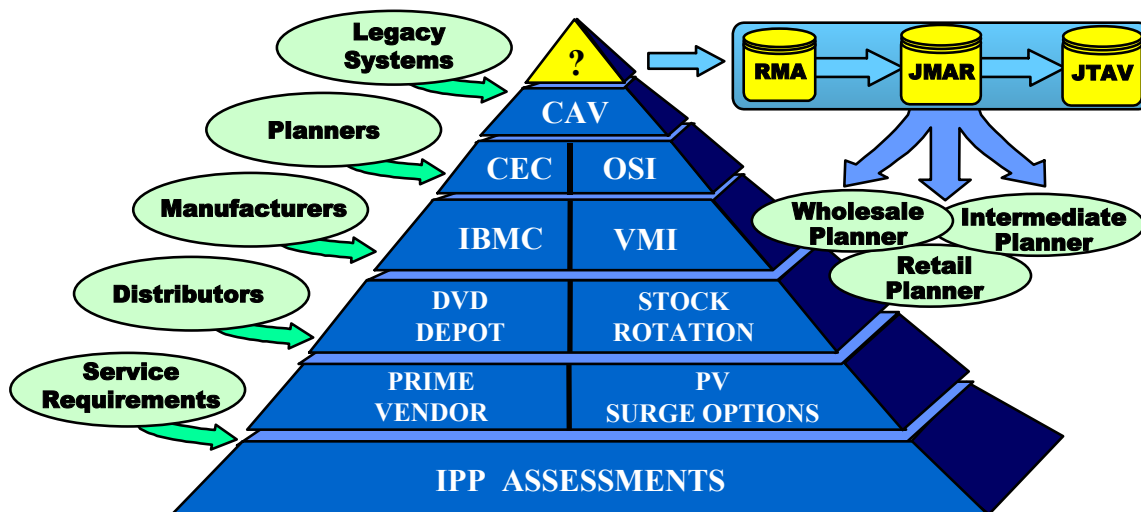 Legacy
Systems
?
RMA
JMAR
JTAV
CAV
Planners
CEC
OSI
Manufacturers
IBMC
VMI
Wholesale
Planner
Intermediate
Planner
Retail
Planner
Distributors
DVD
DEPOT
STOCK
ROTATION
Service
Requirements
PRIME
VENDOR
PV
SURGE OPTIONS
IPP ASSESSMENTS